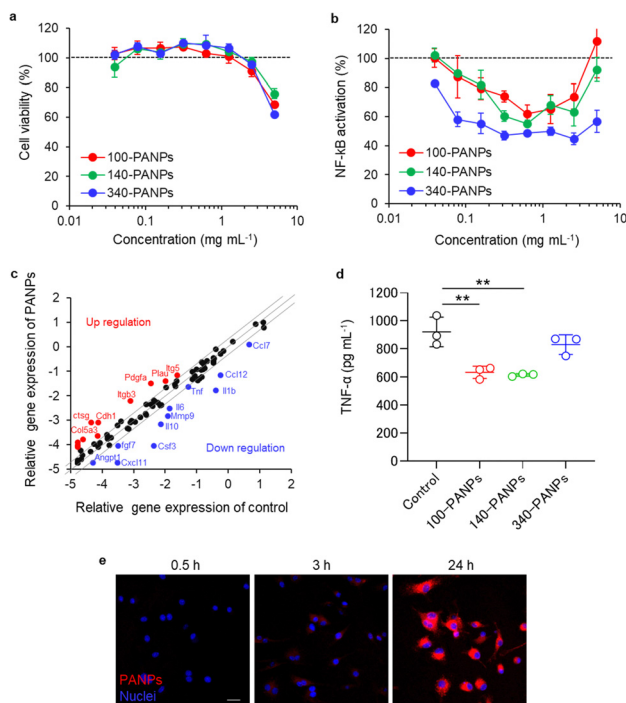 a
Cell viability (%)
120
100
80
60
40
20
0
100-PANPs
140-PANPs
340-PANPs
0.01
0.1
1
10
Concentration (mg mL-1)
b
NF-kB activation (%)
120
100
80
60
40
20
0
100-PANPs
140-PANPs
340-PANPs
0.01
0.1
1
10
Concentration (mg mL-1)
c
Relative gene expression of PANPs
2
1
0
-1
-2
-3
-4
-5
Up regulation
Itg5
Plau
Pdgfa
Itgb3
ctsg
Cdh1
Col5a3
Ccl7
Ccl12
Il1b
Tnf
Il6
Mmp9
Il10
fgf7
Csf3
Angpt1
Cxcl11
Down regulation
-5
-4
-3
-2
-1
0
1
2
Relative gene expression of control
d
TNF-α (pg mL-1)
1200
1000
800
600
400
200
0
**
**
Control
100-PANPs
140-PANPs
340-PANPs
e
0.5 h
3 h
24 h
PANPs
Nuclei